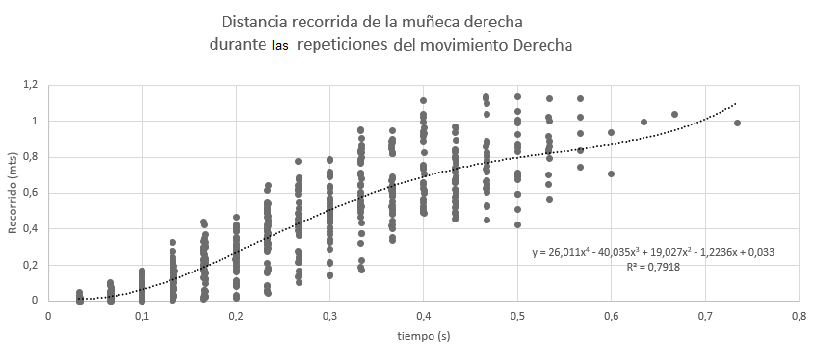 Distancia recorrida de la muñeca derecha
durante las repeticiones del movimiento Derecha
1,2
1
0,8
0,6
0,4
0,2
0
Recorrido (mts)
y = 26,011x⁴ - 40,035x³ + 19,027x² - 1,2236x + 0,033
R² = 0,7918
0 0,1 0,2 0,3 0,4 0,5 0,6 0,7 0,8
tiempo (s)